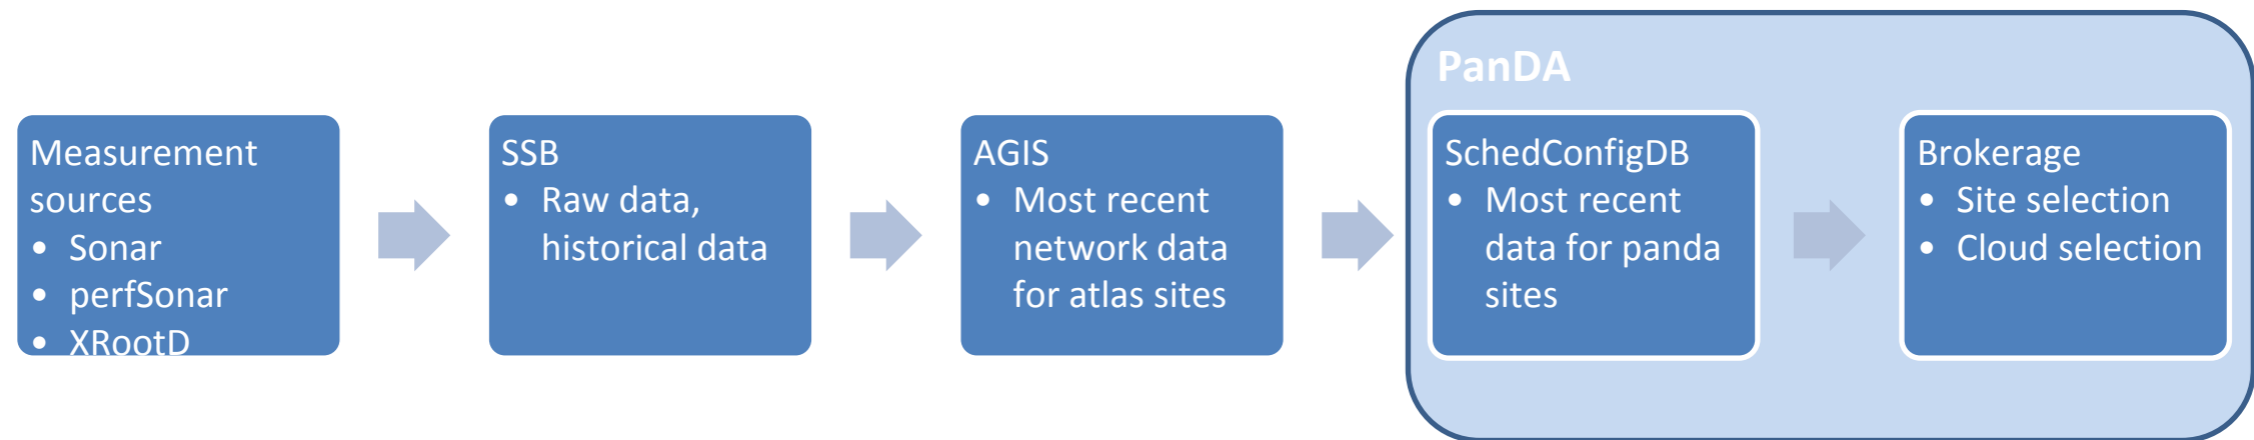 PanDA
Measurement
sources
• Sonar
• perfSonar
• XRootD
SSB
• Raw data,
historical data
AGIS
• Most recent
network data
for atlas sites
SchedConfigDB
• Most recent
data for panda
sites
Brokerage
• Site selection
• Cloud selection